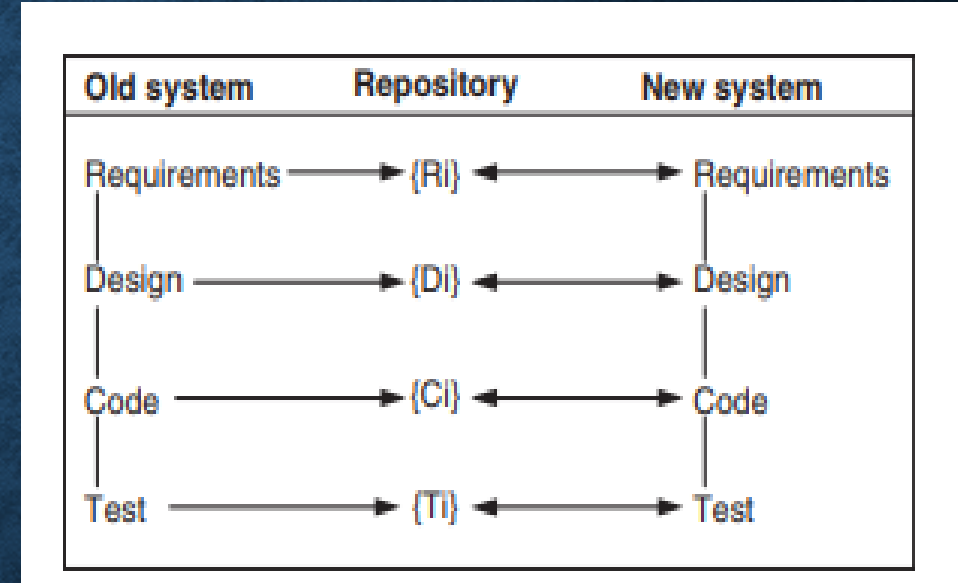 Old system Repository New system
Requirements {Ri} Requirements
Design {Di} Design
Code {Ci} Code
Test {Ti} Test